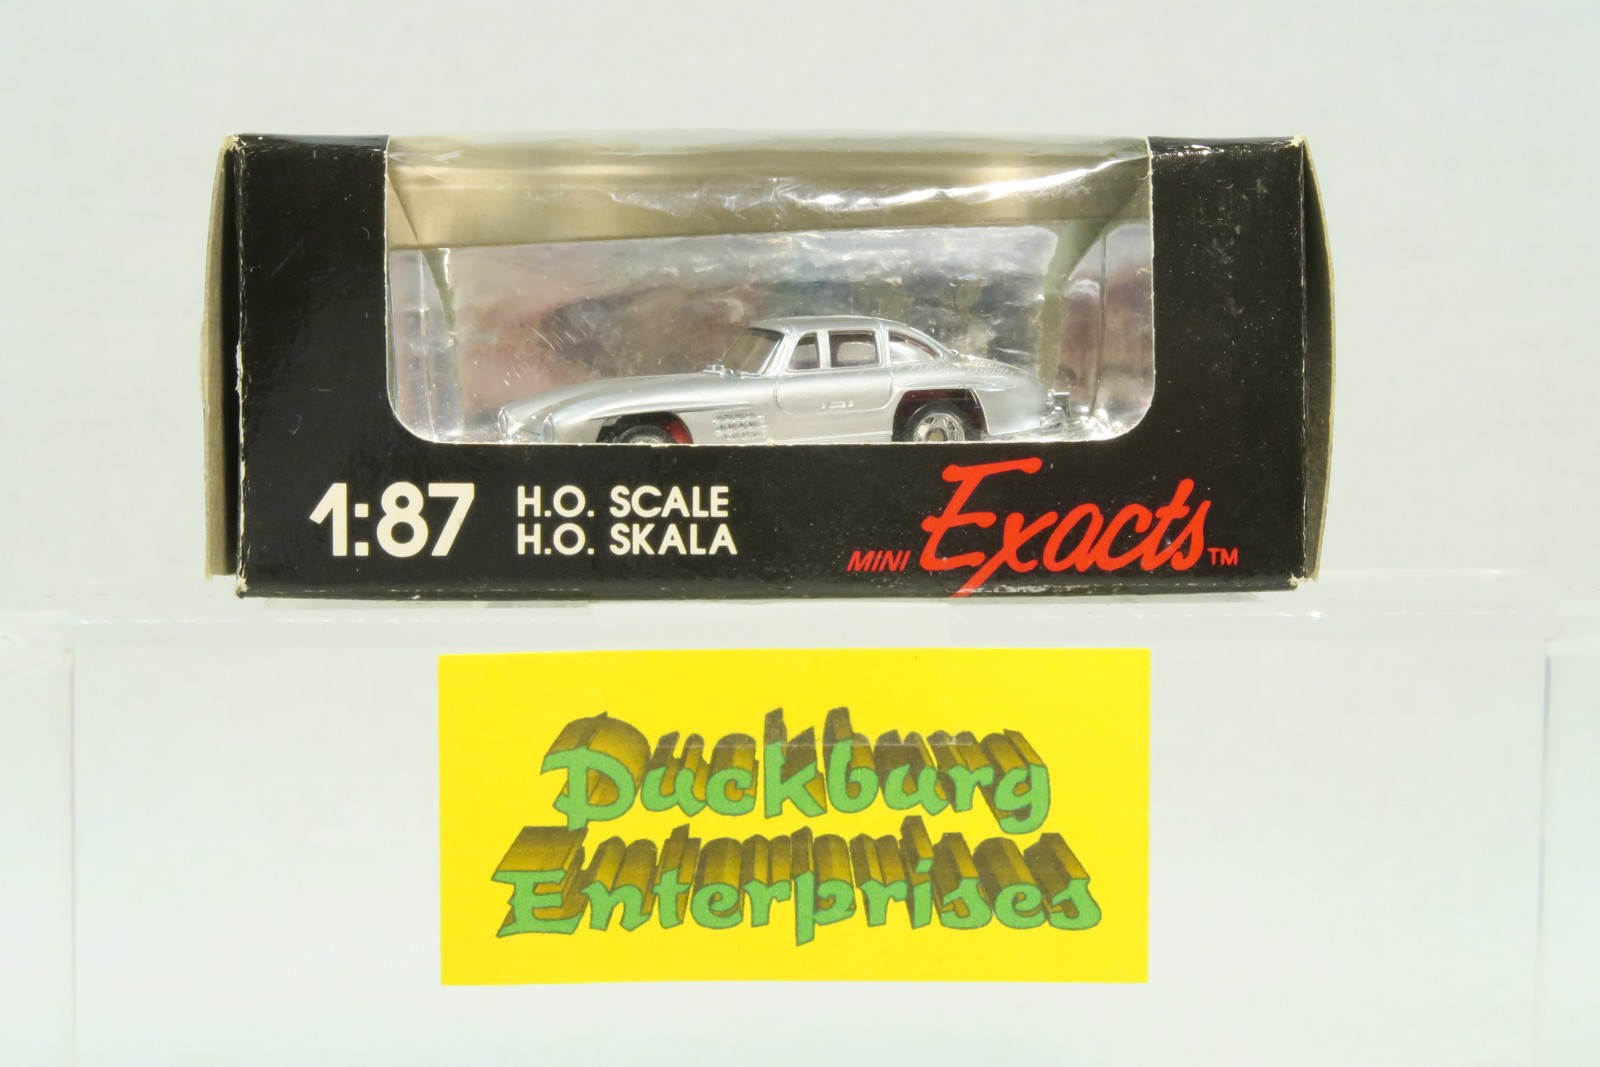 1:87
H.O. SCALE
H.O. SKALA
MINI Exacts™
Duckburg
Enterprises